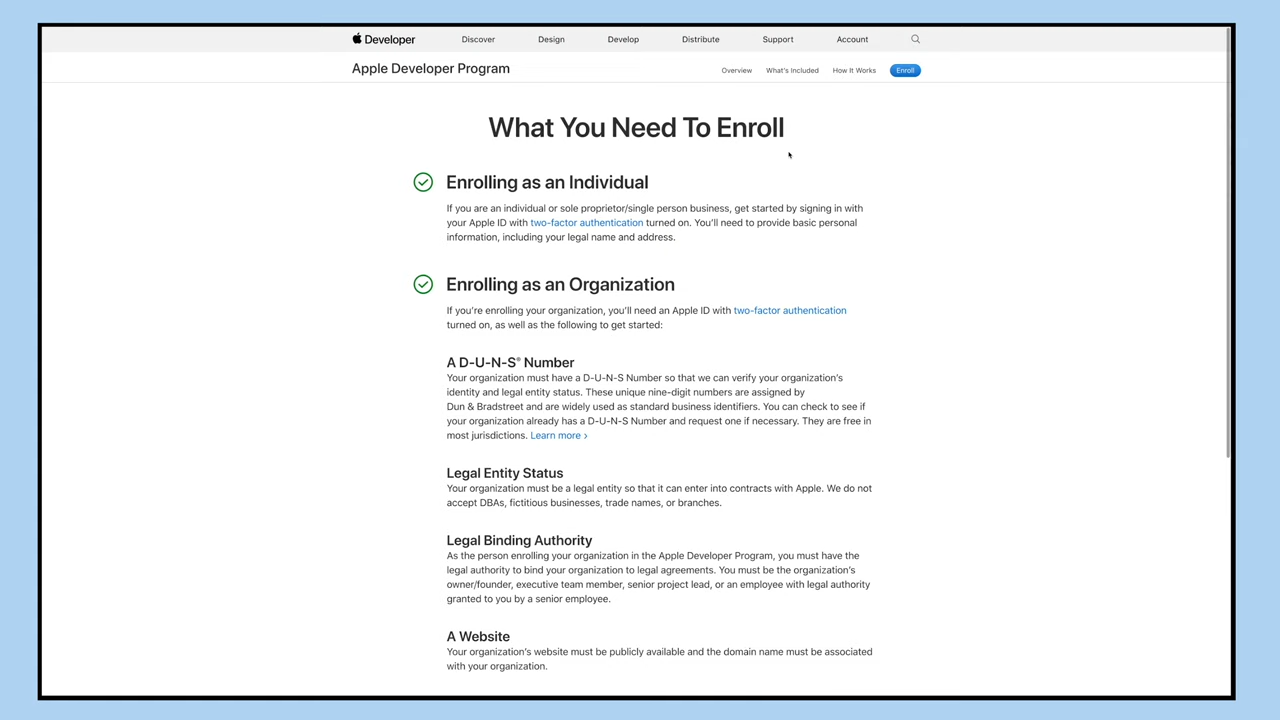 Developer
Discover
Design
Develop
Distribute
Support
Account
Apple Developer Program
Overview
What's Included
How It Works
Enroll
What You Need To Enroll
Enrolling as an Individual
If you are an individual or sole proprietor/single person business, get started by signing in with
your Apple ID with two-factor authentication turned on. You'll need to provide basic personal
information, including your legal name and address.
Enrolling as an Organization
If you're enrolling your organization, you'll need an Apple ID with two-factor authentication
turned on, as well as the following to get started:
A D-U-N-S® Number
Your organization must have a D-U-N-S Number so that we can verify your organization's
identity and legal entity status. These unique nine-digit numbers are assigned by
Dun & Bradstreet and are widely used as standard business identifiers. You can check to see if
your organization already has a D-U-N-S Number and request one if necessary. They are free in
most jurisdictions. Learn more ›
Legal Entity Status
Your organization must be a legal entity so that it can enter into contracts with Apple. We do not
accept DBAs, fictitious businesses, trade names, or branches.
Legal Binding Authority
As the person enrolling your organization in the Apple Developer Program, you must have the
legal authority to bind your organization to legal agreements. You must be the organization's
owner/founder, executive team member, senior project lead, or an employee with legal authority
granted to you by a senior employee.
A Website
Your organization's website must be publicly available and the domain name must be associated
with your organization.